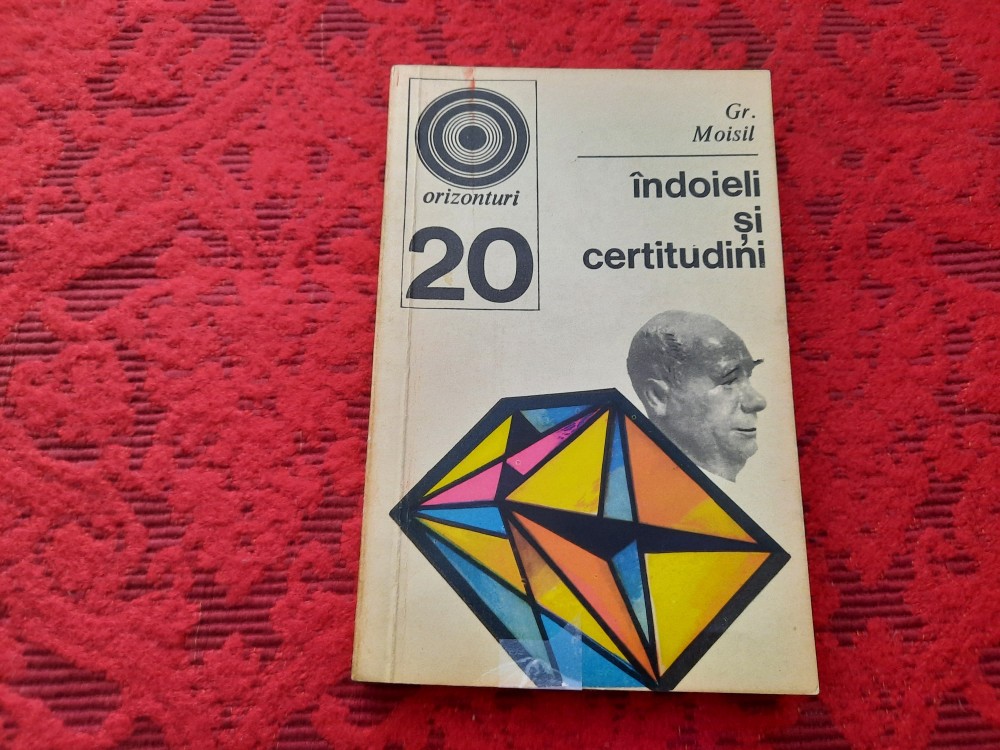 orizonturi
20
Gr.
Moisil
îndoieli
și
certitudini